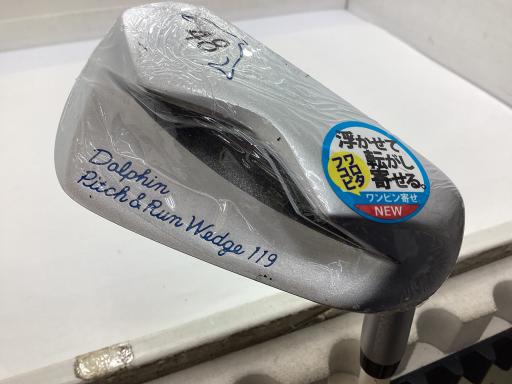 48
Dolphin
Pitch & Run Wedge 119
浮かせて
転がし
寄せる。
フワコロピタ
ワンピン寄せ
NEW